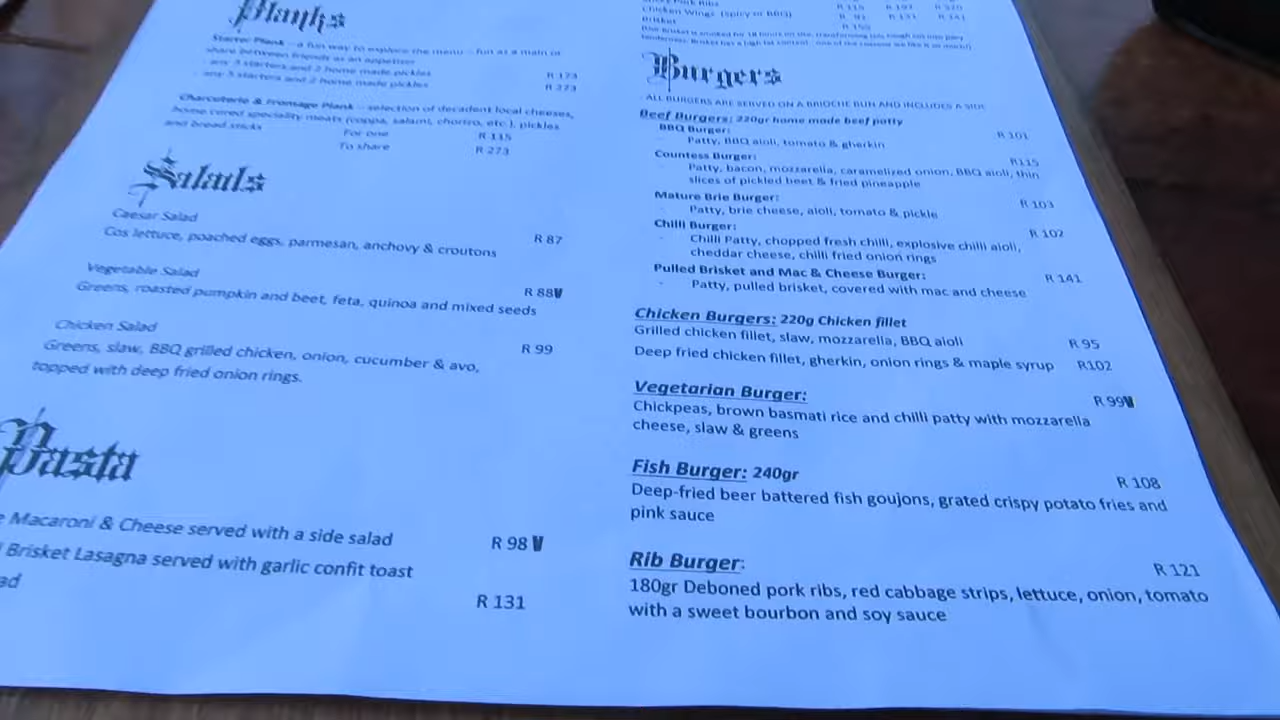 Planks
Starter Plank – a fun way to explore the menu – fun as a main or
share between friends as an appetiser
- any 3 starters and 2 home made pickles R 173
- any 5 starters and 2 home made pickles R 273
Charcuterie & Fromage Plank – selection of decadent local cheeses,
home cured speciality meats (coppa, salami, chorizo, etc.), pickles
and bread sticks
For one R 115
To share R 273
Salads
Caesar Salad
Cos lettuce, poached eggs, parmesan, anchovy & croutons R 87
Vegetable Salad
Greens, roasted pumpkin and beet, feta, quinoa and mixed seeds R 88V
Chicken Salad
Greens, slaw, BBQ grilled chicken, onion, cucumber & avo, R 99
topped with deep fried onion rings.
Pasta
Macaroni & Cheese served with a side salad R 98 V
Brisket Lasagna served with garlic confit toast
R 131
Ribs
Chicken Wings (Spicy or BBQ)
Brisket
Burgers
ALL BURGERS ARE SERVED ON A BRIOCHE BUN AND INCLUDES A SIDE
Beef Burgers: 220gr home made beef patty
BBQ Burger: R 101
Patty, BBQ aioli, tomato & gherkin
Countess Burger: R115
Patty, bacon, mozzarella, caramelized onion, BBQ aioli, thin
slices of pickled beet & fried pineapple
Mature Brie Burger: R 103
Patty, brie cheese, aioli, tomato & pickle
Chilli Burger: R 102
Chilli Patty, chopped fresh chilli, explosive chilli aioli,
cheddar cheese, chilli fried onion rings
Pulled Brisket and Mac & Cheese Burger: R 141
Patty, pulled brisket, covered with mac and cheese
Chicken Burgers: 220g Chicken fillet
Grilled chicken fillet, slaw, mozzarella, BBQ aioli R 95
Deep fried chicken fillet, gherkin, onion rings & maple syrup R102
Vegetarian Burger: R 99V
Chickpeas, brown basmati rice and chilli patty with mozzarella
cheese, slaw & greens
Fish Burger: 240gr R 108
Deep-fried beer battered fish goujons, grated crispy potato fries and
pink sauce
Rib Burger: R 121
180gr Deboned pork ribs, red cabbage strips, lettuce, onion, tomato
with a sweet bourbon and soy sauce